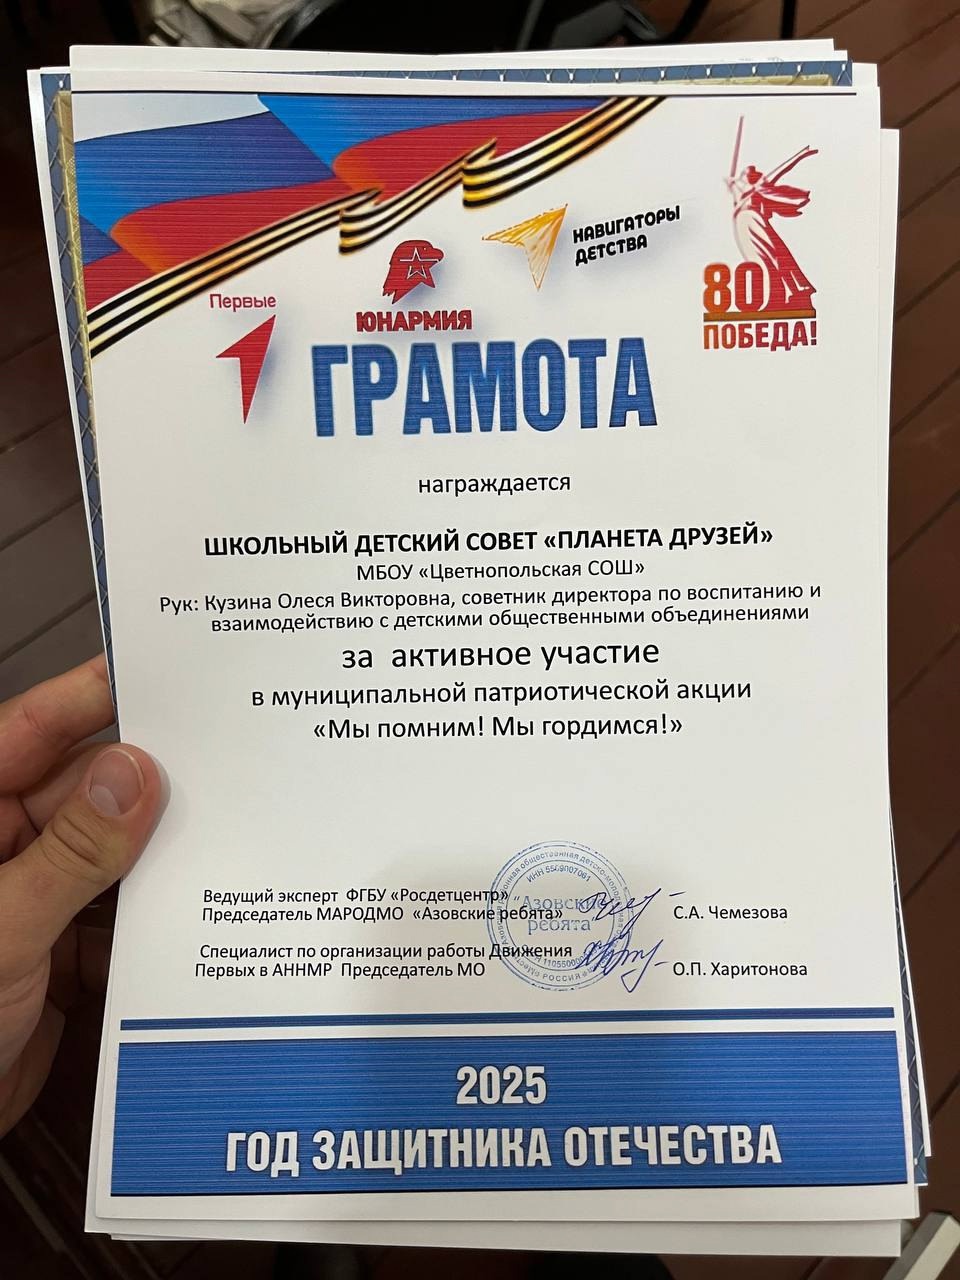 Первые
ЮНАРМИЯ
НАВИГАТОРЫ
ДЕТСТВА
80
ПОБЕДА!
ГРАМОТА
награждается
ШКОЛЬНЫЙ ДЕТСКИЙ СОВЕТ «ПЛАНЕТА ДРУЗЕЙ»
МБОУ «Цветнопольская СОШ»
Рук: Кузина Олеся Викторовна, советник директора по воспитанию и
взаимодействию с детскими общественными объединениями
за активное участие
в муниципальной патриотической акции
«Мы помним! Мы гордимся!»
Ведущий эксперт ФГБУ «Росдетцентр»
Председатель МАРОДМО «Азовские ребята»
С.А. Чемезова
Специалист по организации работы Движения
Первых в АННМР Председатель МО
О.П. Харитонова
"Азовские
ребята"
2025
ГОД ЗАЩИТНИКА ОТЕЧЕСТВА